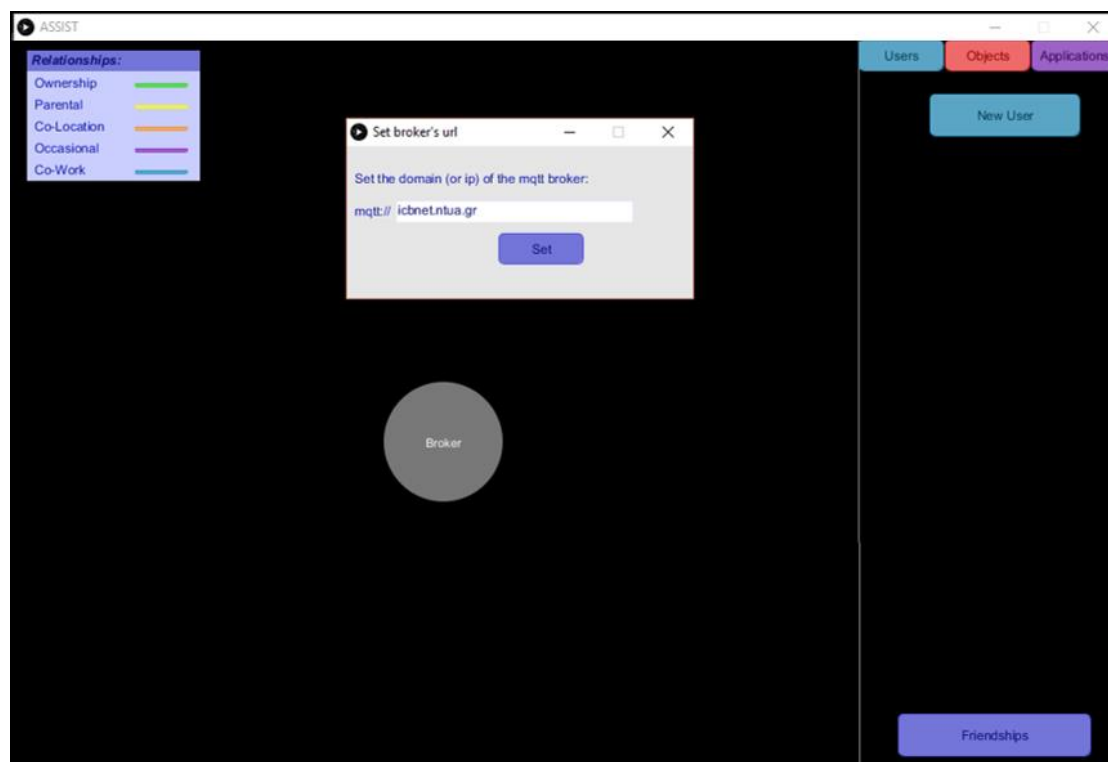 ASSIST
Relationships:
Ownership
Parental
Co-Location
Occasional
Co-Work
Set broker's url
Set the domain (or ip) of the mqtt broker:
mqtt:// icbnet.ntua.gr
Set
Broker
Users Objects Applications
New User
Friendships